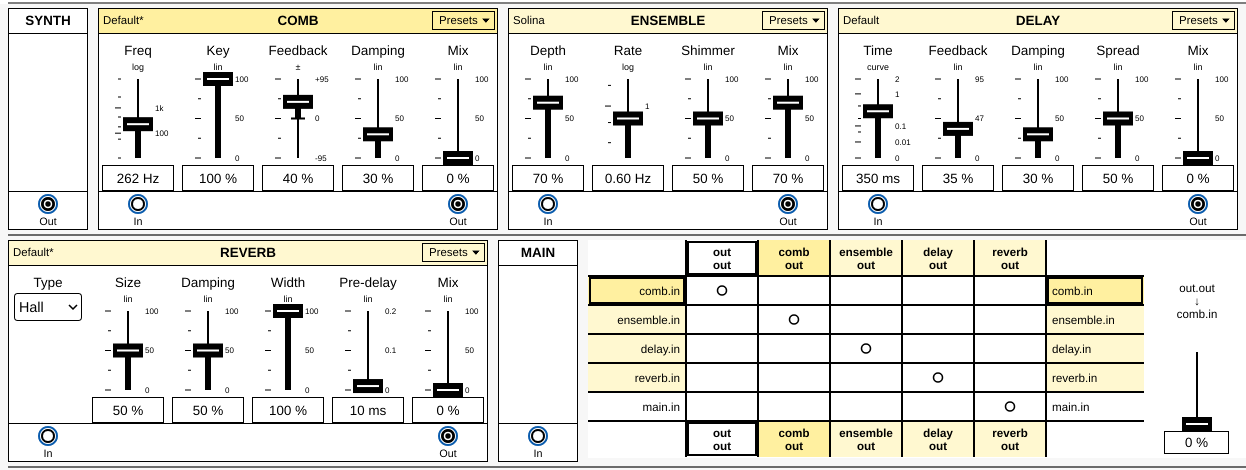 SYNTH
Default* COMB Presets
Solina ENSEMBLE Presets
Default DELAY Presets
Freq Key Feedback Damping Mix
Depth Rate Shimmer Mix
Time Feedback Damping Spread Mix
log lin ± lin lin
lin log lin lin
curve lin lin lin lin
1k
100
100
50
0
+95
0
-95
100
50
0
100
50
0
100
50
0
1
100
50
0
100
50
0
2
1
0.1
0.01
0
95
47
0
100
50
0
100
50
0
100
50
0
262 Hz 100 % 40 % 30 % 0 %
70 % 0.60 Hz 50 % 70 %
350 ms 35 % 30 % 50 % 0 %
Out
In Out
In Out
In Out
Default* REVERB Presets
Type Size Damping Width Pre-delay Mix
Hall
lin lin lin lin lin
100
50
0
100
50
0
100
50
0
0.2
0.1
0
100
50
0
50 % 50 % 100 % 10 ms 0 %
In Out
MAIN
In
out out
comb out
ensemble out
delay out
reverb out
comb.in comb.in
ensemble.in ensemble.in
delay.in delay.in
reverb.in reverb.in
main.in main.in
out out
comb out
ensemble out
delay out
reverb out
out.out
↓
comb.in
0 %